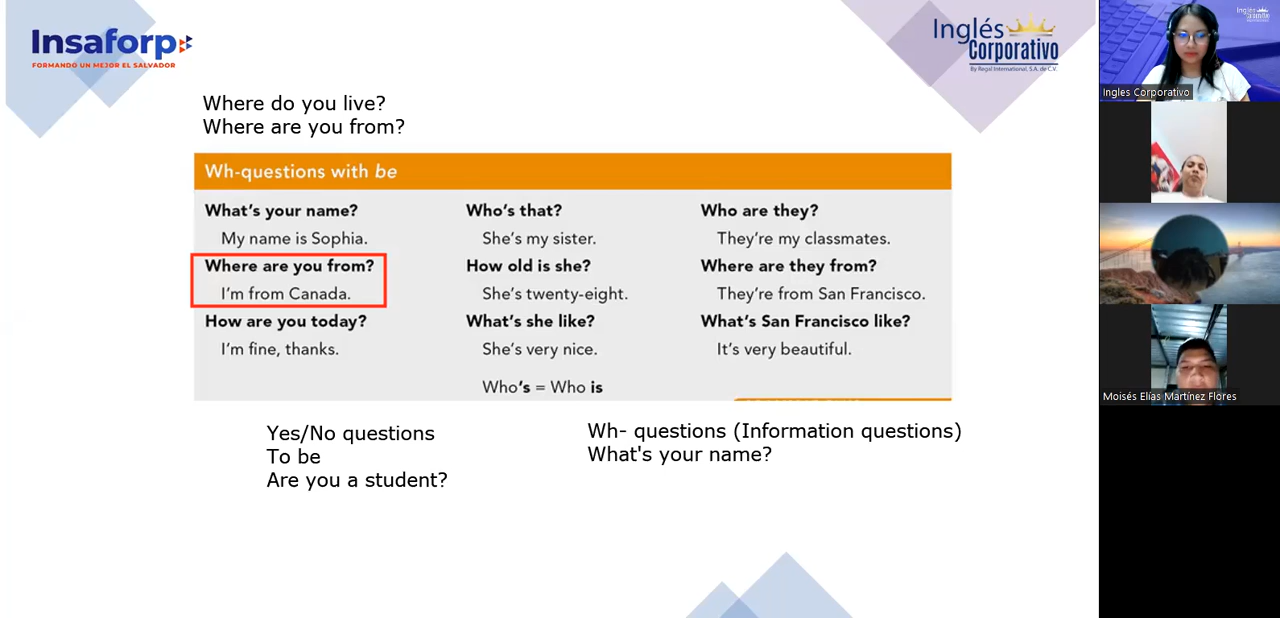 Insaforp
FORMANDO UN MEJOR EL SALVADOR
Inglés
Corporativo
By Regal International, S.A. de C.V.
Where do you live?
Where are you from?
Wh-questions with be
What's your name?
My name is Sophia.
Where are you from?
I'm from Canada.
How are you today?
I'm fine, thanks.
Who's that?
She's my sister.
How old is she?
She's twenty-eight.
What's she like?
She's very nice.
Who's = Who is
Who are they?
They're my classmates.
Where are they from?
They're from San Francisco.
What's San Francisco like?
It's very beautiful.
Yes/No questions
To be
Are you a student?
Wh- questions (Information questions)
What's your name?
Inglés
Ingles Corporativo
Moisés Elías Martínez Flores